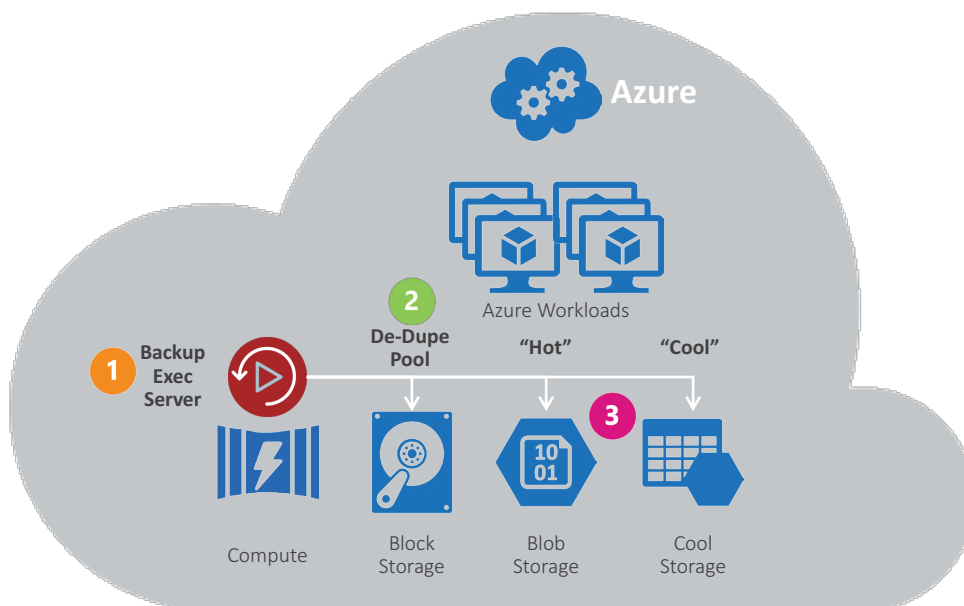 Azure
Azure Workloads
2
De-Dupe
Pool
“Hot”
“Cool”
1
Backup
Exec
Server
3
10
01
Compute
Block
Storage
Blob
Storage
Cool
Storage